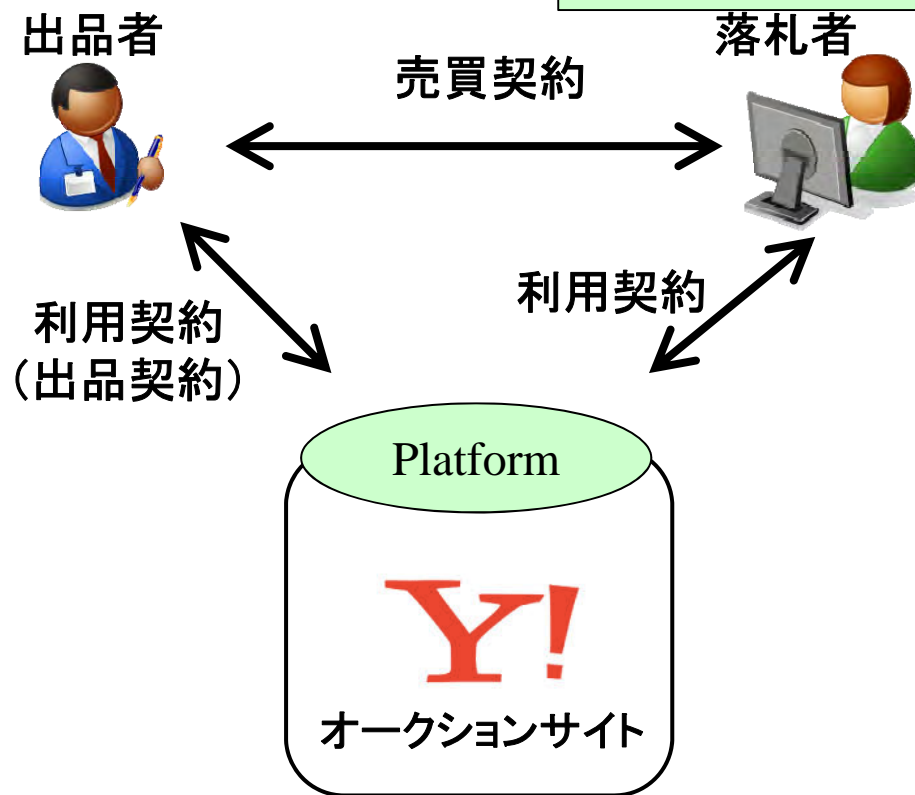 出品者
落札者
売買契約
利用契約
(出品契約)
利用契約
Platform
Y!
オークションサイト